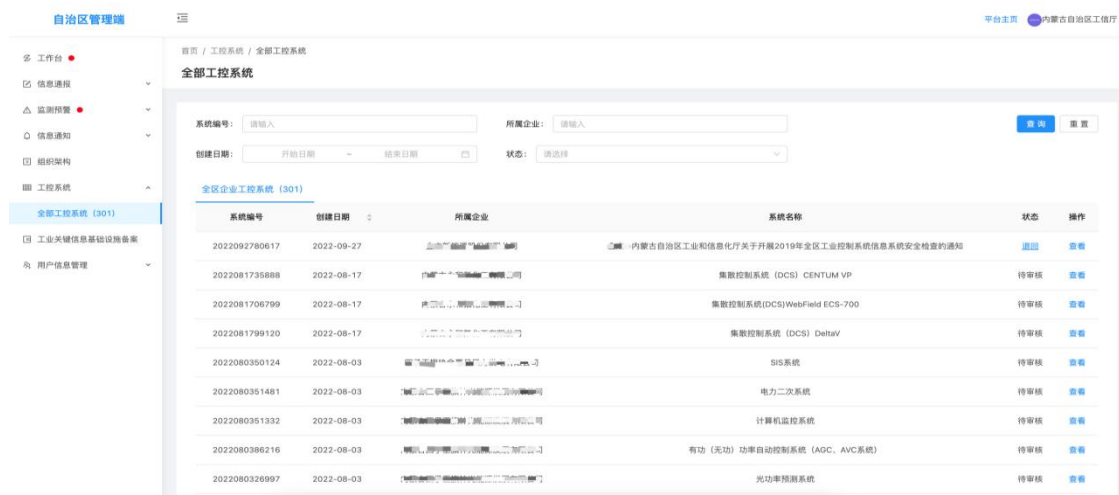 自治区管理端
平台主页 内蒙古自治区工信厅
工作台
信息通报
监测预警
信息通知
组织架构
工控系统
全部工控系统（301）
工业关键信息基础设施备案
用户信息管理
首页 / 工控系统 / 全部工控系统
全部工控系统
系统编号： 请输入 所属企业： 请输入 查 询 重 置
创建日期： 开始日期 ~ 结束日期 状态： 请选择
全区企业工控系统（301）
系统编号 创建日期 所属企业 系统名称 状态 操作
2022092780617 2022-09-27 内蒙古自治区工业和信息化厅关于开展2019年全区工业控制系统信息系统安全检查的通知 退回 查看
2022081735888 2022-08-17 集散控制系统（DCS）CENTUM VP 待审核 查看
2022081706799 2022-08-17 集散控制系统(DCS)WebField ECS-700 待审核 查看
2022081799120 2022-08-17 集散控制系统（DCS）DeltaV 待审核 查看
2022080350124 2022-08-03 SIS系统 待审核 查看
2022080351481 2022-08-03 电力二次系统 待审核 查看
2022080351332 2022-08-03 计算机监控系统 待审核 查看
2022080386216 2022-08-03 有功（无功）功率自动控制系统（AGC、AVC系统） 待审核 查看
2022080326997 2022-08-03 光功率预测系统 待审核 查看